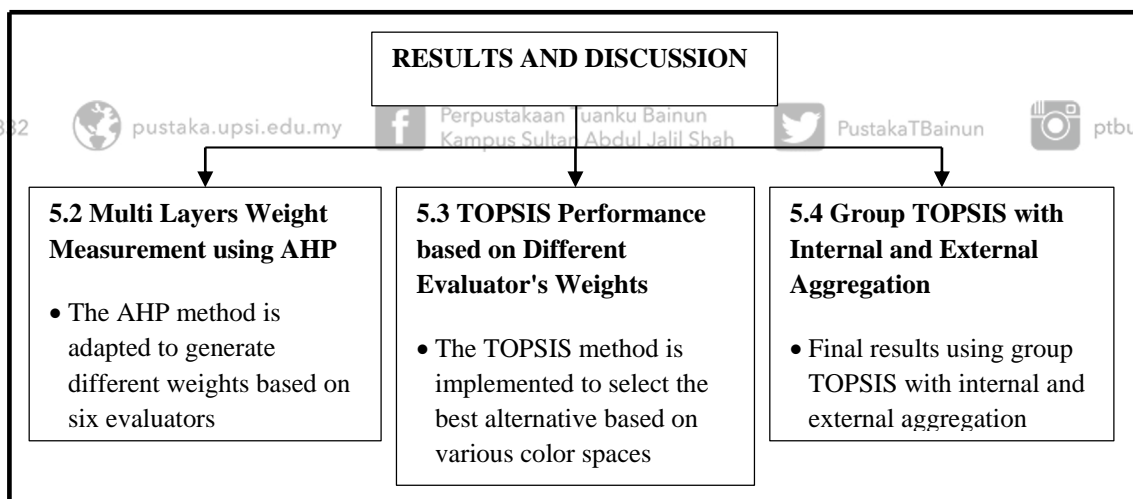 RESULTS AND DISCUSSION
332
pustaka.upsi.edu.my
f
Perpustakaan Tuanku Bainun
Kampus Sultan Abdul Jalil Shah
PustakaTBainun
ptbu
5.2 Multi Layers Weight
Measurement using AHP
• The AHP method is
adapted to generate
different weights based on
six evaluators
5.3 TOPSIS Performance
based on Different
Evaluator's Weights
• The TOPSIS method is
implemented to select the
best alternative based on
various color spaces
5.4 Group TOPSIS with
Internal and External
Aggregation
• Final results using group
TOPSIS with internal and
external aggregation